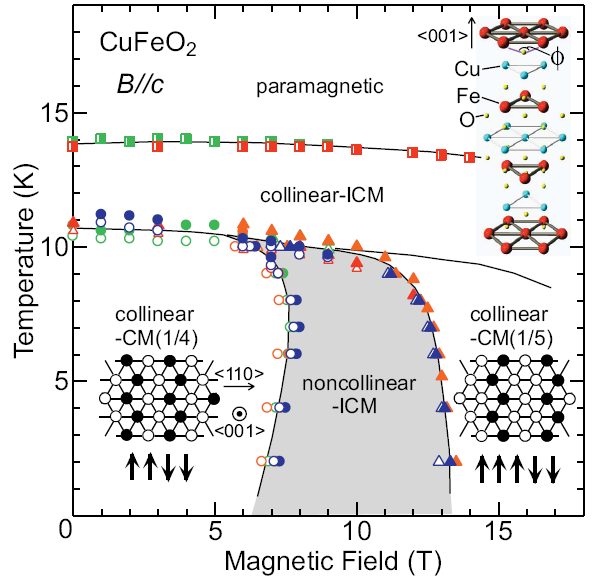 CuFeO2
B//c
<001>
ϕ
Cu
Fe
O
paramagnetic
collinear-ICM
collinear
-CM(1/4)
<110>
<001>
noncollinear
-ICM
collinear
-CM(1/5)
Temperature (K)
15
10
5
0
0
5
10
15
Magnetic Field (T)